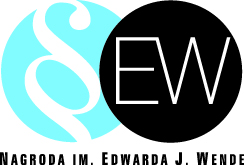 §EW
NAGRODA IM. EDWARDA J. WENDE